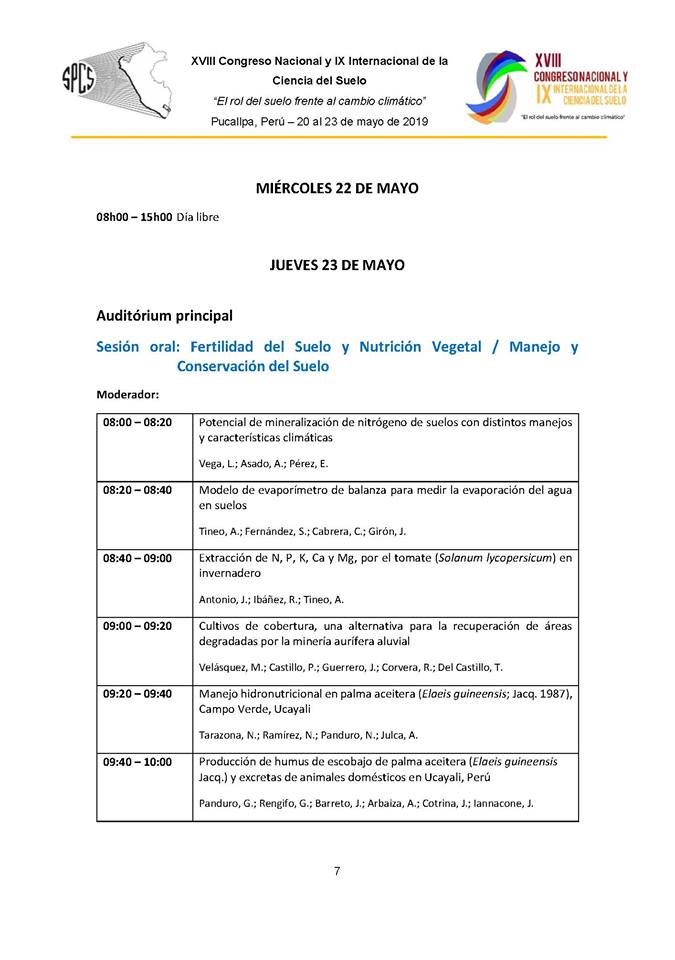 SPCS
XVIII Congreso Nacional y IX Internacional de la
Ciencia del Suelo
“El rol del suelo frente al cambio climático”
Pucallpa, Perú – 20 al 23 de mayo de 2019
XVIII
CONGRESO NACIONAL Y
IX INTERNACIONAL DE LA
CIENCIA DEL SUELO
"El rol del suelo frente al cambio climático"
MIÉRCOLES 22 DE MAYO
08h00 – 15h00 Día libre
JUEVES 23 DE MAYO
Auditórium principal
Sesión oral: Fertilidad del Suelo y Nutrición Vegetal / Manejo y
Conservación del Suelo
Moderador:
08:00 – 08:20 Potencial de mineralización de nitrógeno de suelos con distintos manejos
y características climáticas
Vega, L.; Asado, A.; Pérez, E.
08:20 – 08:40 Modelo de evaporímetro de balanza para medir la evaporación del agua
en suelos
Tineo, A.; Fernández, S.; Cabrera, C.; Girón, J.
08:40 – 09:00 Extracción de N, P, K, Ca y Mg, por el tomate (Solanum lycopersicum) en
invernadero
Antonio, J.; Ibáñez, R.; Tineo, A.
09:00 – 09:20 Cultivos de cobertura, una alternativa para la recuperación de áreas
degradadas por la minería aurífera aluvial
Velásquez, M.; Castillo, P.; Guerrero, J.; Corvera, R.; Del Castillo, T.
09:20 – 09:40 Manejo hidronutricional en palma aceitera (Elaeis guineensis; Jacq. 1987),
Campo Verde, Ucayali
Tarazona, N.; Ramírez, N.; Panduro, N.; Julca, A.
09:40 – 10:00 Producción de humus de escobajo de palma aceitera (Elaeis guineensis
Jacq.) y excretas de animales domésticos en Ucayali, Perú
Panduro, G.; Rengifo, G.; Barreto, J.; Arbaiza, A.; Cotrina, J.; Iannacone, J.
7